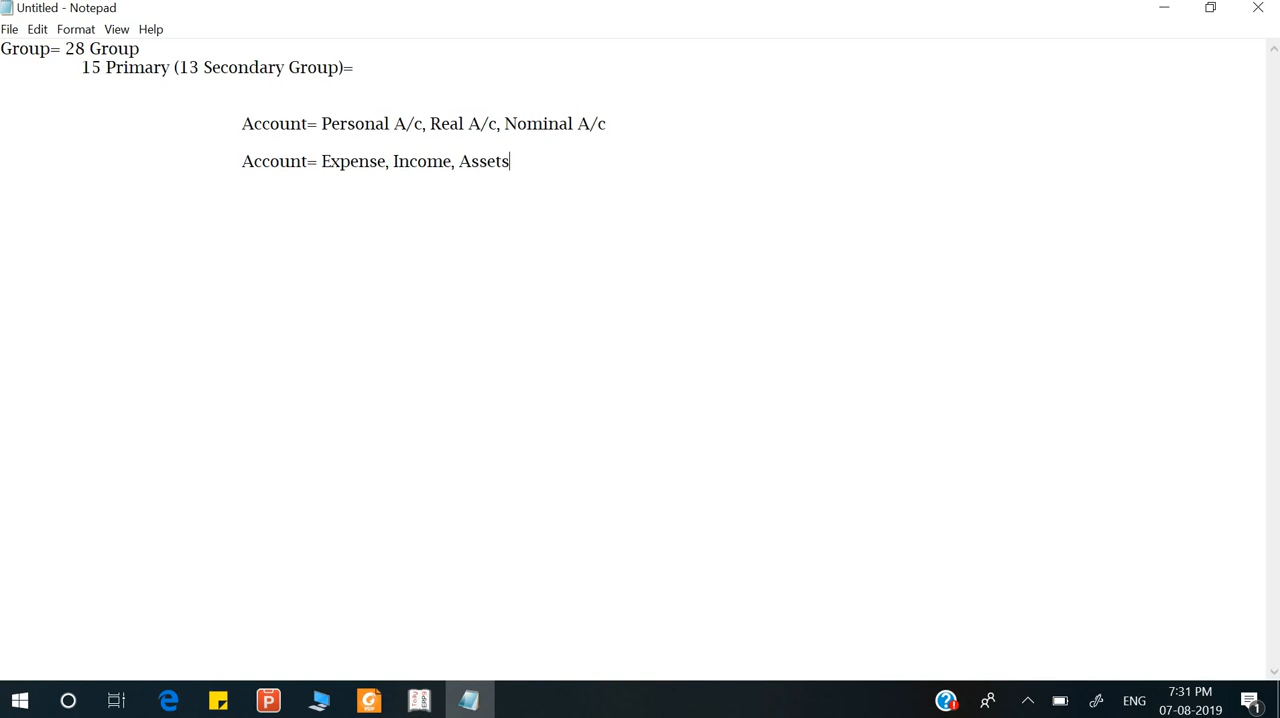 Untitled - Notepad
File Edit Format View Help
Group= 28 Group
15 Primary (13 Secondary Group)=
Account= Personal A/c, Real A/c, Nominal A/c
Account= Expense, Income, Assets
ENG
7:31 PM
07-08-2019